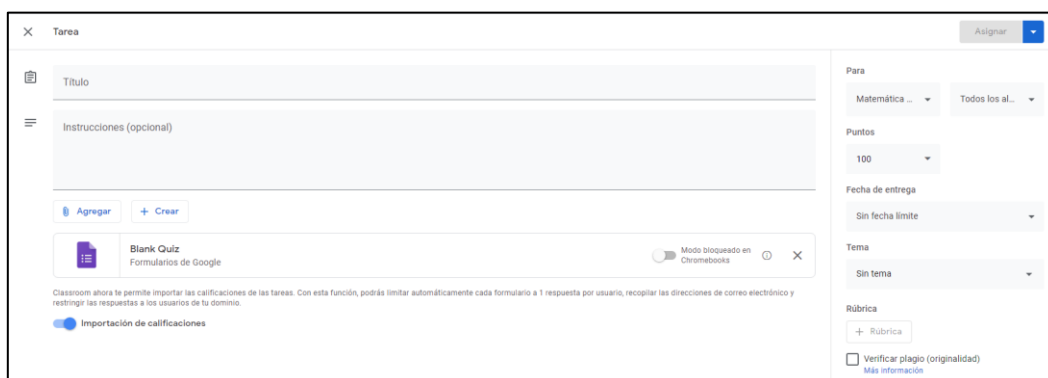 Tarea
Asignar
Título
Instrucciones (opcional)
Agregar
+ Crear
Blank Quiz
Formularios de Google
Modo bloqueado en
Chromebooks
Classroom ahora te permite importar las calificaciones de las tareas. Con esta función, podrás limitar automáticamente cada formulario a 1 respuesta por usuario, recopilar las direcciones de correo electrónico y
restringir las respuestas a los usuarios de tu dominio.
Importación de calificaciones
Para
Matemática ...
Todos los al...
Puntos
100
Fecha de entrega
Sin fecha límite
Tema
Sin tema
Rúbrica
+ Rúbrica
Verificar plagio (originalidad)
Más información